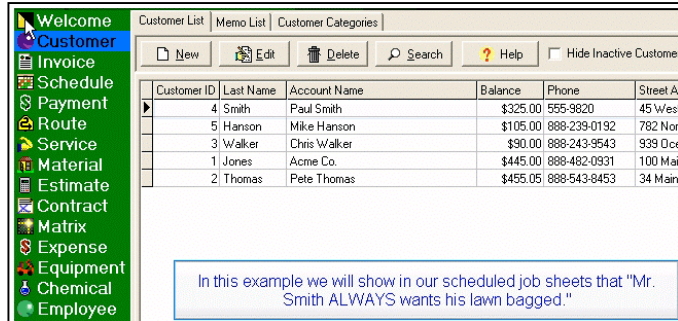 Welcome
Customer
Invoice
Schedule
Payment
Route
Service
Material
Estimate
Contract
Matrix
Expense
Equipment
Chemical
Employee
Customer List Memo List Customer Categories
New Edit Delete Search ? Help Hide Inactive Custome
Customer ID Last Name Account Name Balance Phone Street A
4 Smith Paul Smith $325.00 555-9820 45 Wes
5 Hanson Mike Hanson $105.00 888-239-0192 782 Nor
3 Walker Chris Walker $90.00 888-243-9543 939 Oce
1 Jones Acme Co. $445.00 888-482-0931 100 Mai
2 Thomas Pete Thomas $455.05 888-543-8453 34 Main
In this example we will show in our scheduled job sheets that "Mr.
Smith ALWAYS wants his lawn bagged."